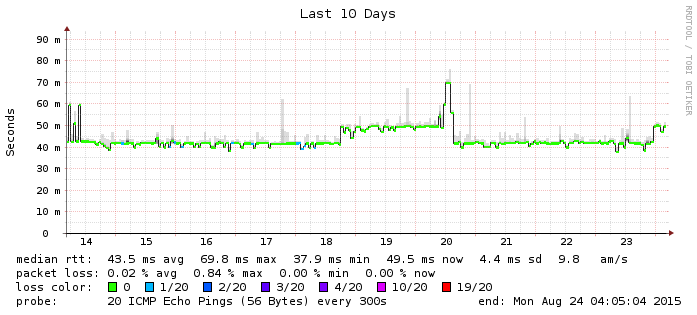 Last 10 Days
RRDTOOL / TOBI OETIKER
Seconds
90 m
80 m
70 m
60 m
50 m
40 m
30 m
20 m
10 m
0
14 15 16 17 18 19 20 21 22 23
median rtt: 43.5 ms avg 69.8 ms max 37.9 ms min 49.5 ms now 4.4 ms sd 9.8 am/s
packet loss: 0.02 % avg 0.84 % max 0.00 % min 0.00 % now
loss color: 0 1/20 2/20 3/20 4/20 10/20 19/20
probe: 20 ICMP Echo Pings (56 Bytes) every 300s end: Mon Aug 24 04:05:04 2015